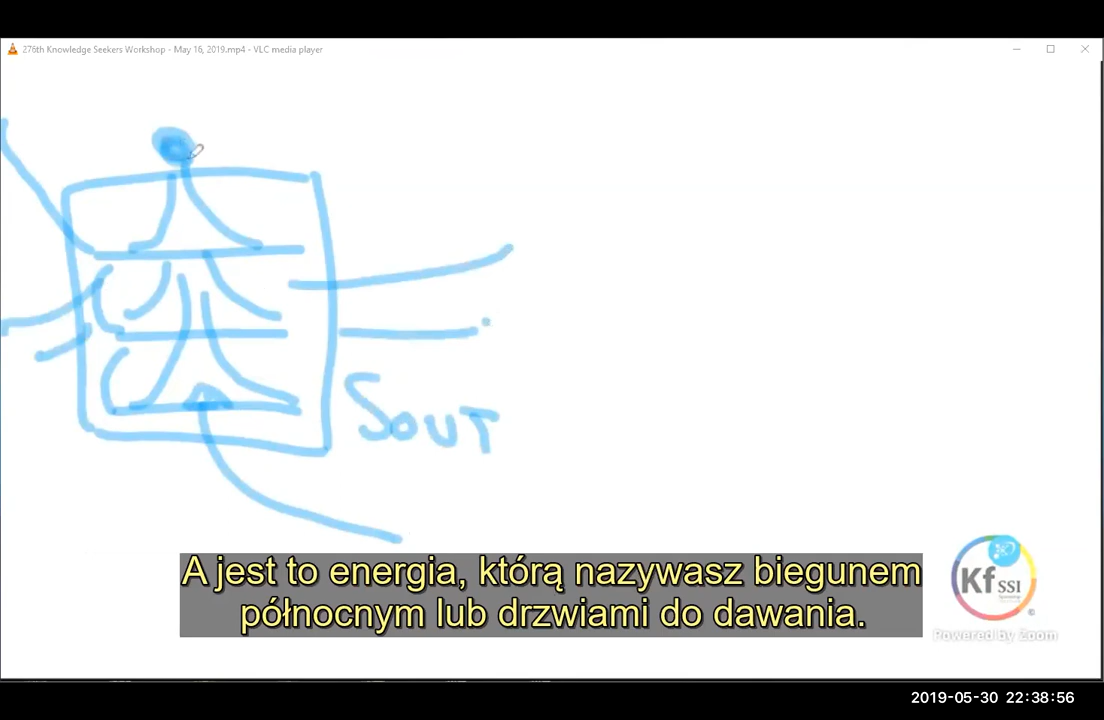 276th Knowledge Seekers Workshop - May 16, 2019.mp4 - VLC media player
SOUT
A jest to energia, którą nazywasz biegunem
północnym lub drzwiami do dawania.
Kf SSI
Powered by Zoom
2019-05-30 22:38:56